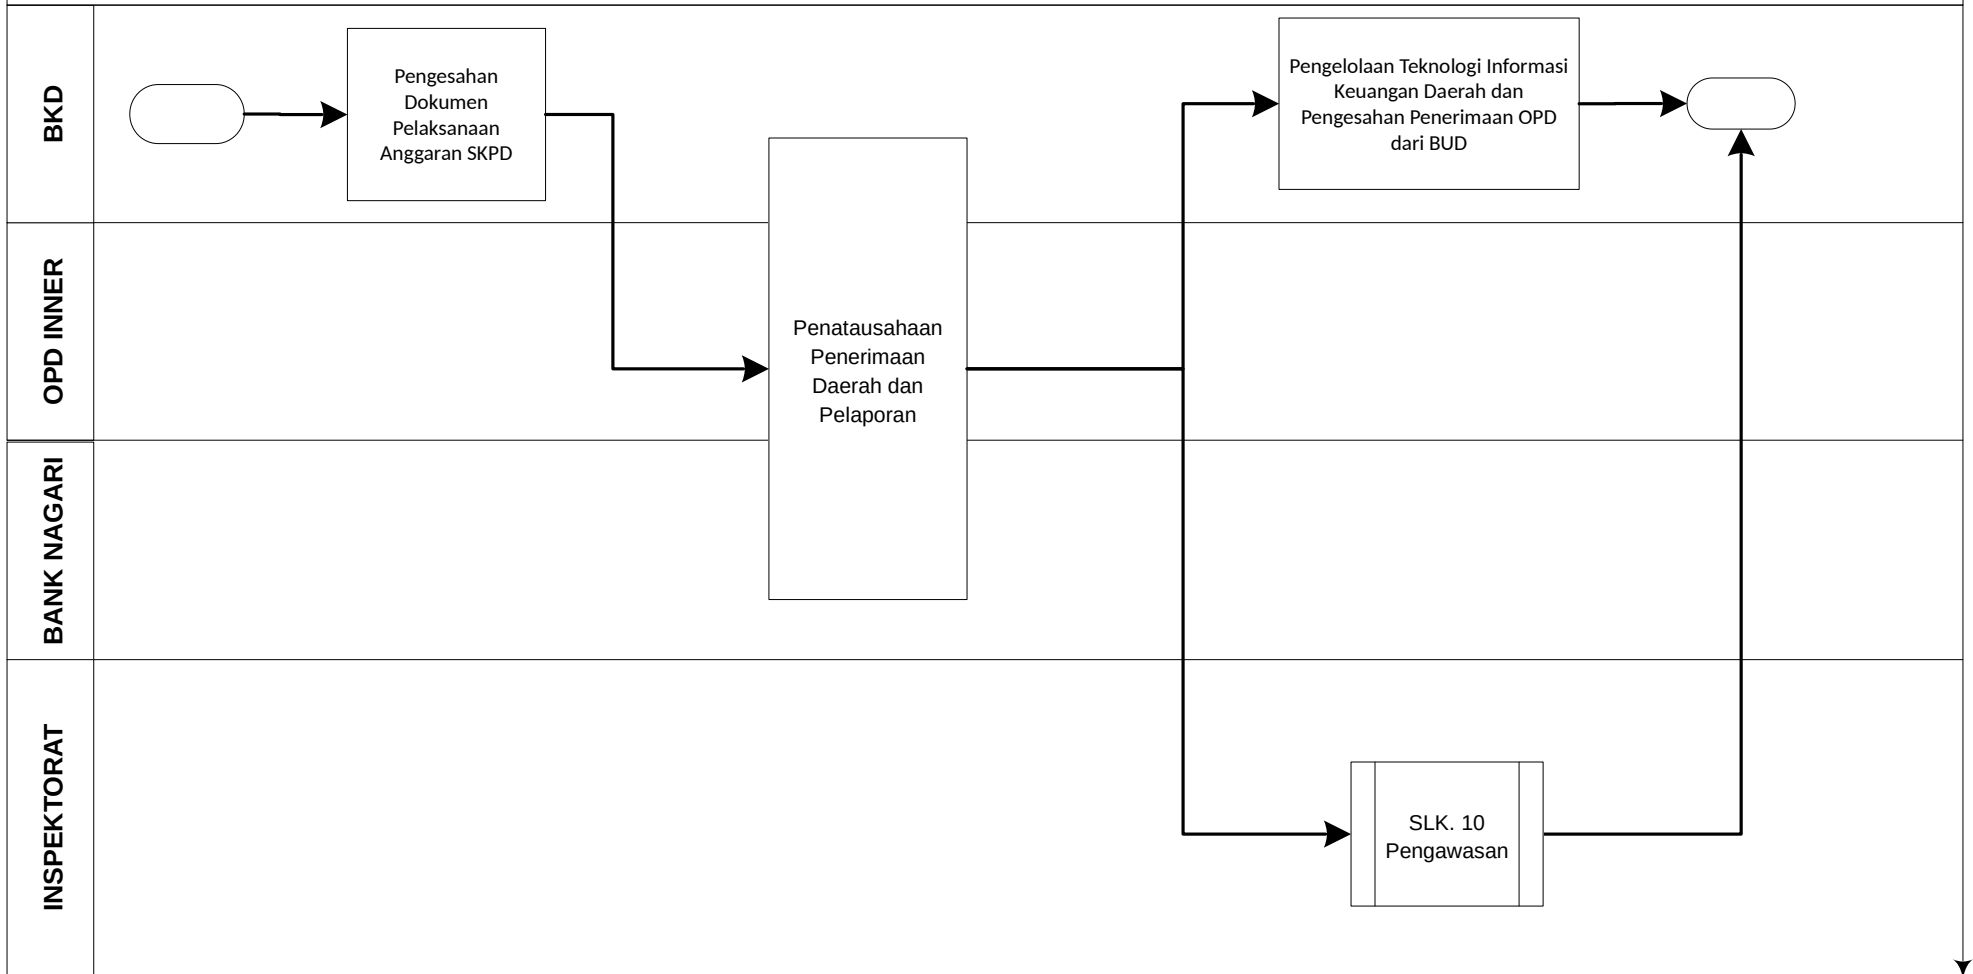 BKD
Pengesahan
Dokumen
Pelaksanaan
Anggaran SKPD
Pengelolaan Teknologi Informasi
Keuangan Daerah dan
Pengesahan Penerimaan OPD
dari BUD
OPD INNER
Penatausahaan
Penerimaan
Daerah dan
Pelaporan
BANK NAGARI
INSPEKTORAT
SLK. 10
Pengawasan